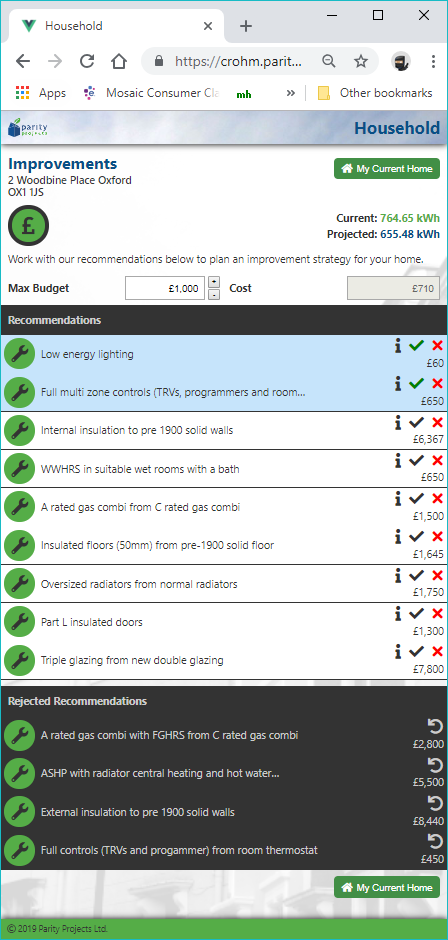 Household
https://crohm.parit...
Apps
Mosaic Consumer Cla
mh
»
Other bookmarks
parity
projects
Household
Improvements
2 Woodbine Place Oxford
OX1 1JS
My Current Home
£
Current: 764.65 kWh
Projected: 655.48 kWh
Work with our recommendations below to plan an improvement strategy for your home.
Max Budget £1,000 + - Cost £710
Recommendations
Low energy lighting
£60
Full multi zone controls (TRVs, programmers and room...
£650
Internal insulation to pre 1900 solid walls
£6,367
WWHRS in suitable wet rooms with a bath
£650
A rated gas combi from C rated gas combi
£1,500
Insulated floors (50mm) from pre-1900 solid floor
£1,645
Oversized radiators from normal radiators
£1,750
Part L insulated doors
£1,300
Triple glazing from new double glazing
£7,800
Rejected Recommendations
A rated gas combi with FGHRS from C rated gas combi
£2,800
ASHP with radiator central heating and hot water...
£5,500
External insulation to pre 1900 solid walls
£8,440
Full controls (TRVs and progammer) from room thermostat
£450
My Current Home
© 2019 Parity Projects Ltd.